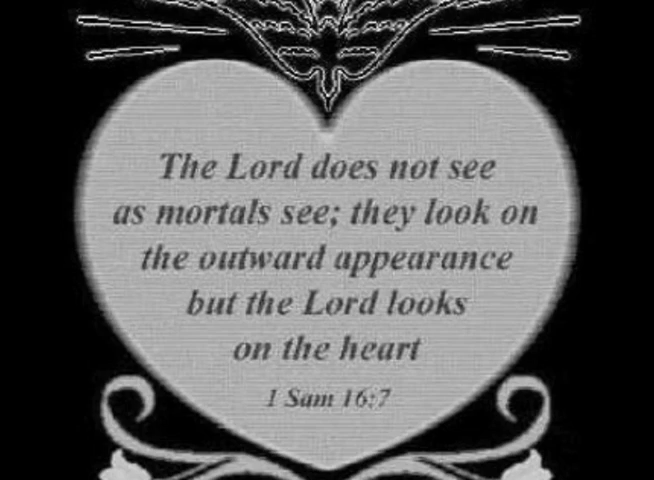 The Lord does not see
as mortals see; they look on
the outward appearance
but the Lord looks
on the heart
1 Sam 16:7